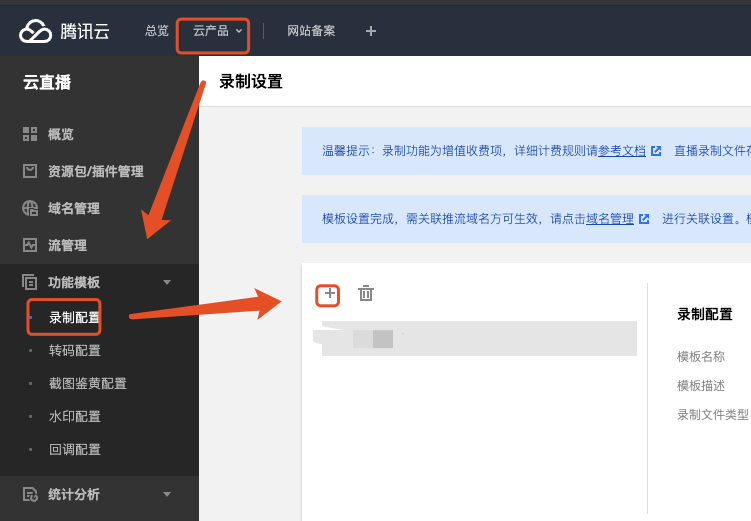 腾讯云
总览
云产品
网站备案
云直播
录制设置
概览
资源包/插件管理
域名管理
流管理
功能模板
录制配置
转码配置
截图鉴黄配置
水印配置
回调配置
统计分析
温馨提示：录制功能为增值收费项，详细计费规则请参考文档 直播录制文件存
模板设置完成，需关联推流域名方可生效，请点击域名管理 进行关联设置。模
录制配置
模板名称
模板描述
录制文件类型